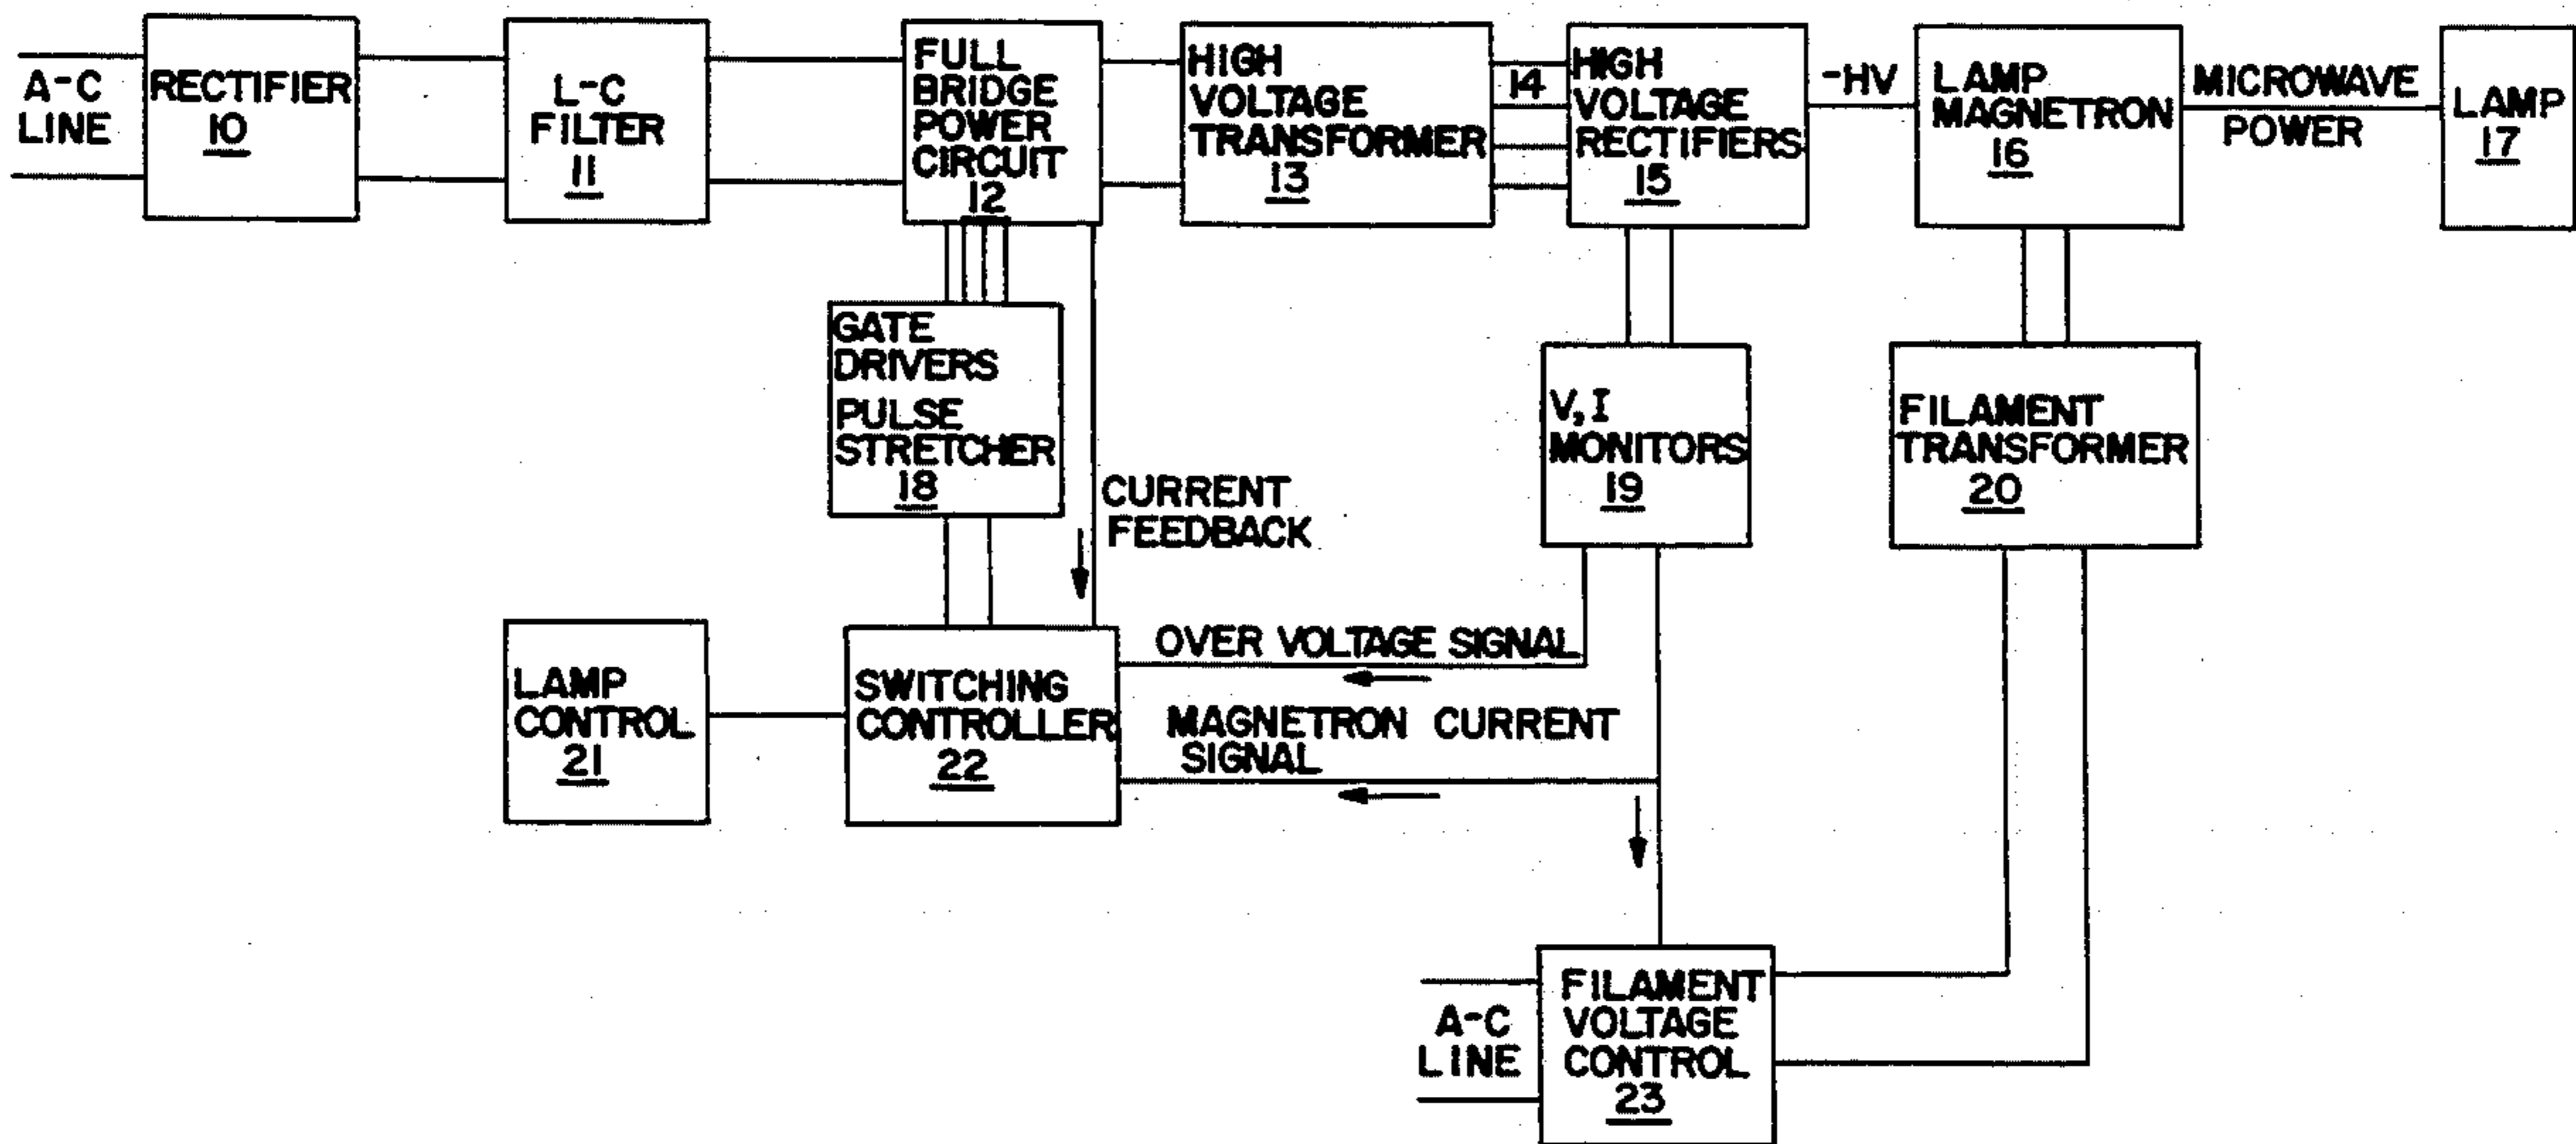 A-C
LINE
RECTIFIER
10
L-C
FILTER
11
FULL
BRIDGE
POWER
CIRCUIT
12
HIGH
VOLTAGE
TRANSFORMER
13
14
HIGH
VOLTAGE
RECTIFIERS
15
-HV
LAMP
MAGNETRON
16
MICROWAVE
POWER
LAMP
17
GATE
DRIVERS
PULSE
STRETCHER
18
CURRENT
FEEDBACK
V, I
MONITORS
19
FILAMENT
TRANSFORMER
20
LAMP
CONTROL
21
SWITCHING
CONTROLLER
22
OVER VOLTAGE SIGNAL
MAGNETRON CURRENT
SIGNAL
A-C
LINE
FILAMENT
VOLTAGE
CONTROL
23